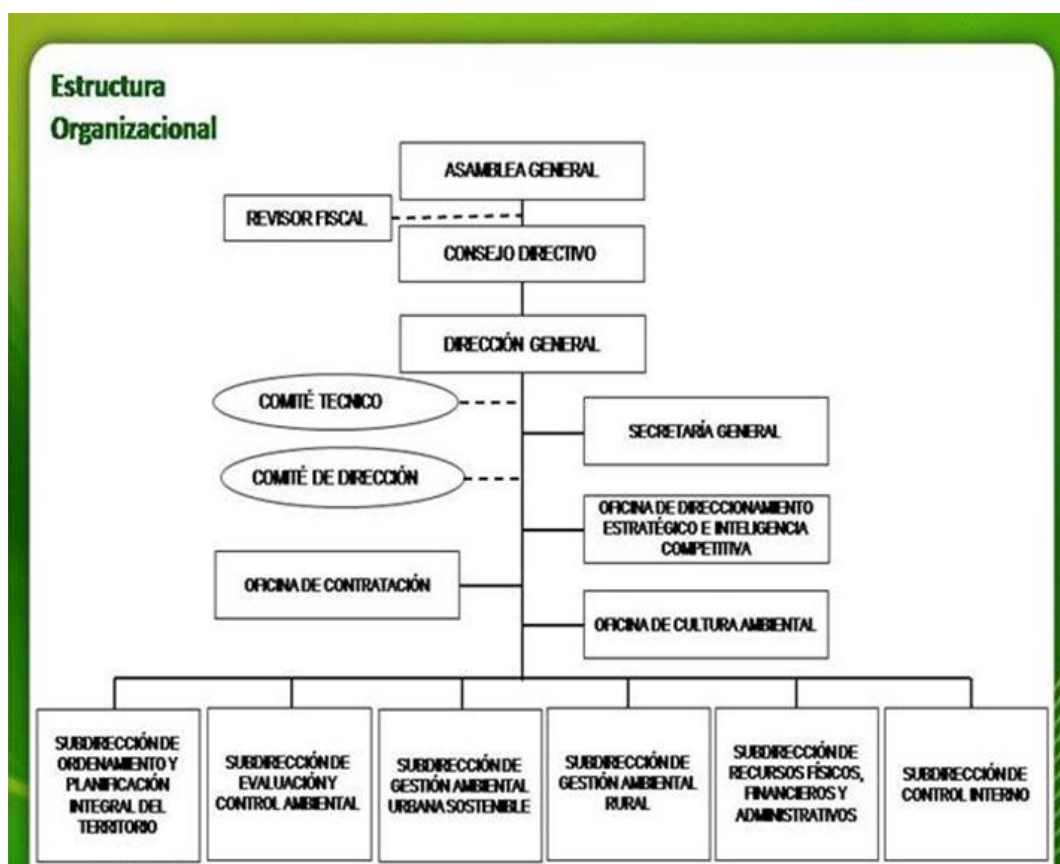 Estructura
Organizacional
ASAMBLEA GENERAL
REVISOR FISCAL
CONSEJO DIRECTIVO
DIRECCIÓN GENERAL
COMITÉ TECNICO
SECRETARÍA GENERAL
COMITÉ DE DIRECCIÓN
OFICINA DE DIRECCIONAMIENTO
ESTRATÉGICO E INTELIGENCIA
COMPETITIVA
OFICINA DE CONTRATACIÓN
OFICINA DE CULTURA AMBIENTAL
SUBDIRECCIÓN DE
ORDENAMIENTO Y
PLANIFICACIÓN
INTEGRAL DEL
TERRITORIO
SUBDIRECCIÓN DE
EVALUACIÓN Y
CONTROL AMBIENTAL
SUBDIRECCIÓN DE
GESTIÓN AMBIENTAL
URBANA SOSTENIBLE
SUBDIRECCIÓN DE
GESTIÓN AMBIENTAL
RURAL
SUBDIRECCIÓN DE
RECURSOS FÍSICOS,
FINANCIEROS Y
ADMINISTRATIVOS
SUBDIRECCIÓN DE
CONTROL INTERNO